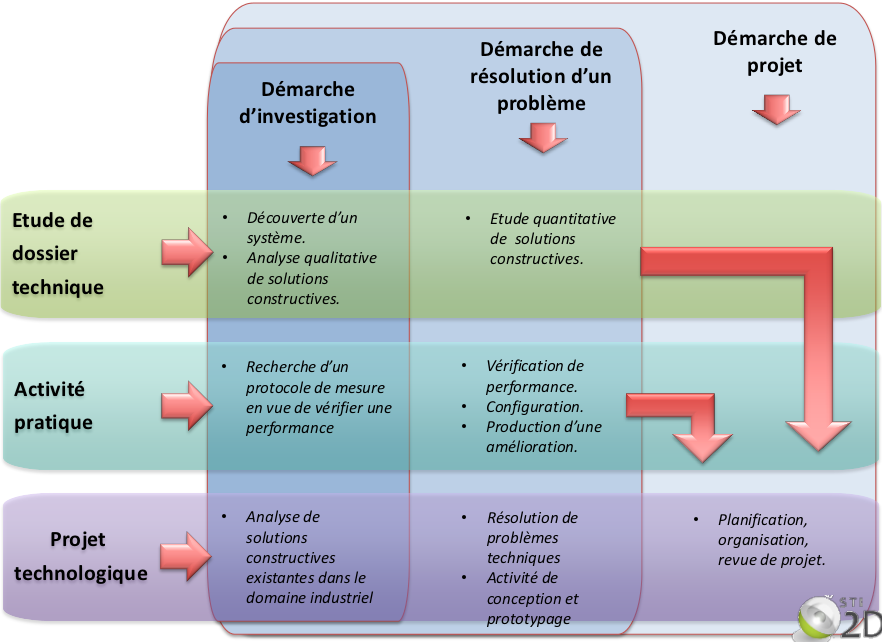 Démarche
d’investigation
Démarche de
résolution d’un
problème
Démarche de
projet
Etude de
dossier
technique
• Découverte d’un
système.
• Analyse qualitative
de solutions
constructives.
• Etude quantitative
de solutions
constructives.
Activité
pratique
• Recherche d’un
protocole de mesure
en vue de vérifier une
performance
• Vérification de
performance.
• Configuration.
• Production d’une
amélioration.
Projet
technologique
• Analyse de
solutions
constructives
existantes dans le
domaine industriel
• Résolution de
problèmes
techniques
• Activité de
conception et
prototypage
• Planification,
organisation,
revue de projet.
STI
2D